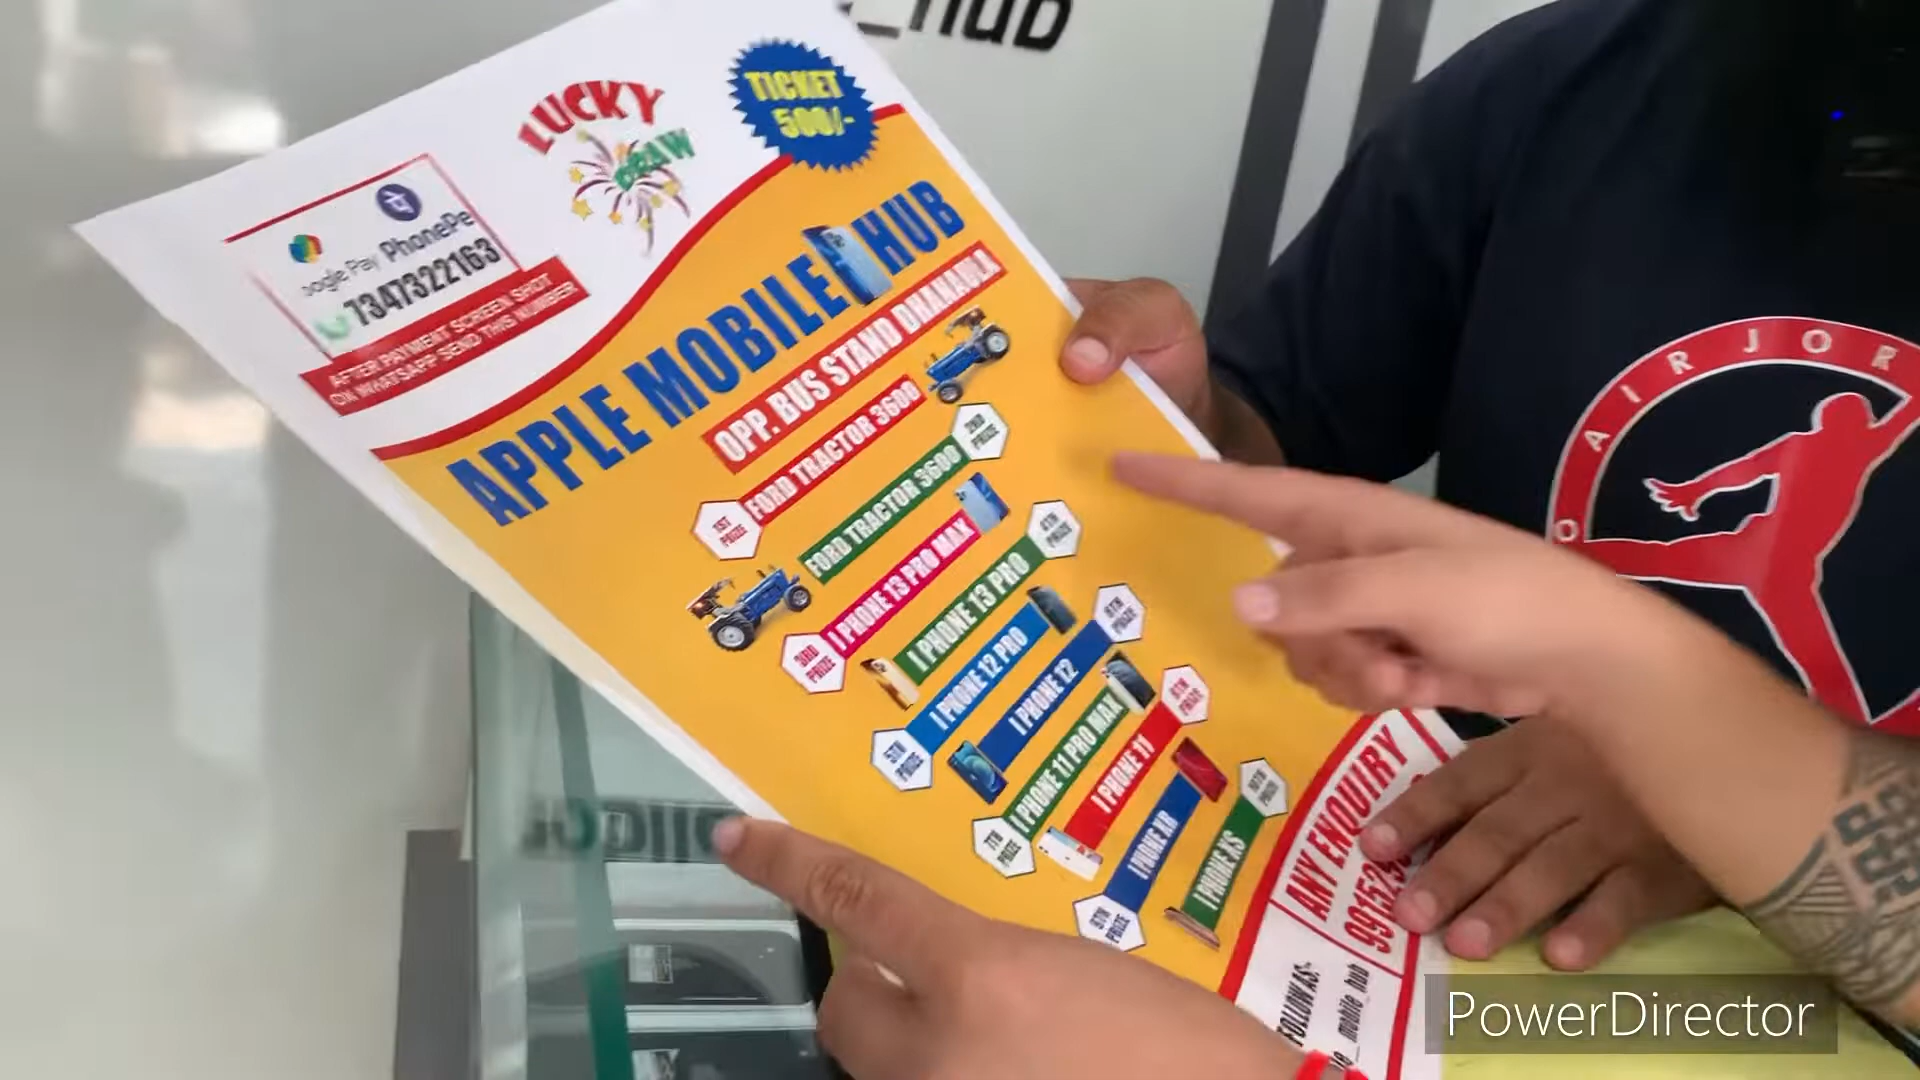 _hub
LUCKY
DRAW
TICKET
500/-
PhonePe
7347322163
AFTER PAYMENT SCREEN SHOT
ON WHATSAPP SEND THIS NUMBER
APPLE MOBILE HUB
OPP. BUS STAND DHANAULA
FORD TRACTOR 3600
1ST
PRIZE
FORD TRACTOR 3600
2ND
PRIZE
I PHONE 13 PRO MAX
3RD
PRIZE
I PHONE 13 PRO
4TH
PRIZE
I PHONE 12 PRO
5TH
PRIZE
I PHONE 12
6TH
PRIZE
I PHONE 11 PRO MAX
7TH
PRIZE
I PHONE 11
8TH
PRIZE
I PHONE XR
9TH
PRIZE
I PHONE XS
10TH
PRIZE
ANY ENQUIRY
99152
FOLLOW AS:
_mobile_hub
AIR JOR
PowerDirector